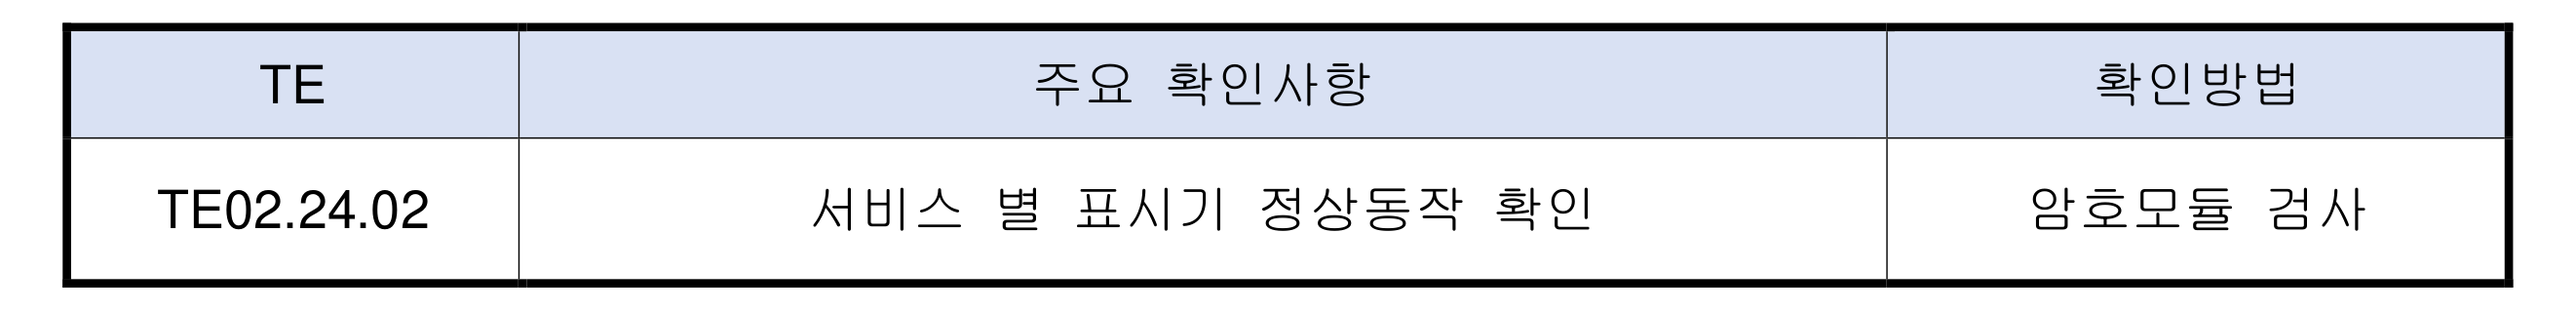 TE 주요 확인사항 확인방법
TE02.24.02 서비스 별 표시기 정상동작 확인 암호모듈 검사